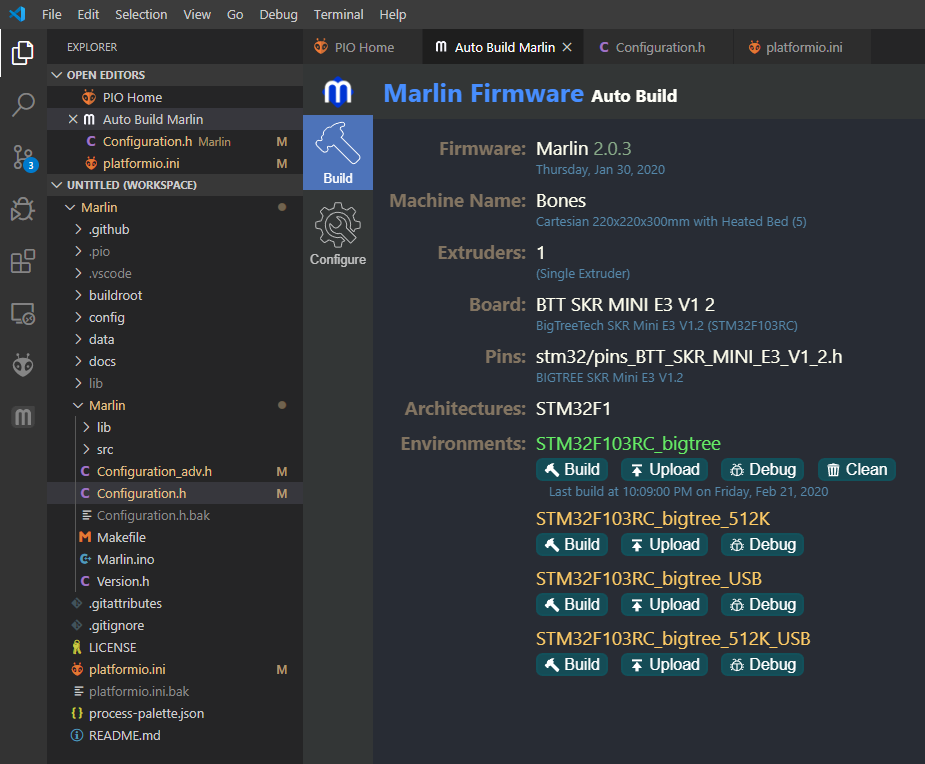 File Edit Selection View Go Debug Terminal Help
EXPLORER
OPEN EDITORS
PIO Home
Auto Build Marlin
Configuration.h Marlin M
platformio.ini M
UNTITLED (WORKSPACE)
Marlin
.github
.pio
.vscode
buildroot
config
data
docs
lib
Marlin
lib
src
Configuration_adv.h M
Configuration.h M
Configuration.h.bak
Makefile
Marlin.ino
Version.h
.gitattributes
.gitignore
LICENSE
platformio.ini M
platformio.ini.bak
process-palette.json
README.md
3
PIO Home Auto Build Marlin Configuration.h platformio.ini
Marlin Firmware Auto Build
Build
Configure
Firmware: Marlin 2.0.3
Thursday, Jan 30, 2020
Machine Name: Bones
Cartesian 220x220x300mm with Heated Bed (5)
Extruders: 1
(Single Extruder)
Board: BTT SKR MINI E3 V1 2
BigTreeTech SKR Mini E3 V1.2 (STM32F103RC)
Pins: stm32/pins_BTT_SKR_MINI_E3_V1_2.h
BIGTREE SKR Mini E3 V1.2
Architectures: STM32F1
Environments: STM32F103RC_bigtree
Build Upload Debug Clean
Last build at 10:09:00 PM on Friday, Feb 21, 2020
STM32F103RC_bigtree_512K
Build Upload Debug
STM32F103RC_bigtree_USB
Build Upload Debug
STM32F103RC_bigtree_512K_USB
Build Upload Debug